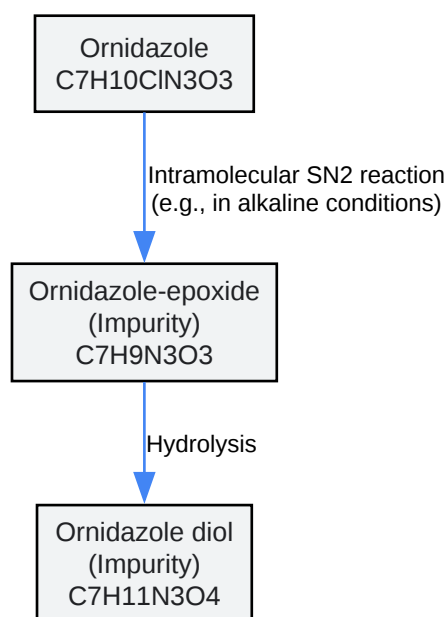 Ornidazole
C7H10ClN3O3
Intramolecular SN2 reaction
(e.g., in alkaline conditions)
Ornidazole-epoxide
(Impurity)
C7H9N3O3
Hydrolysis
Ornidazole diol
(Impurity)
C7H11N3O4